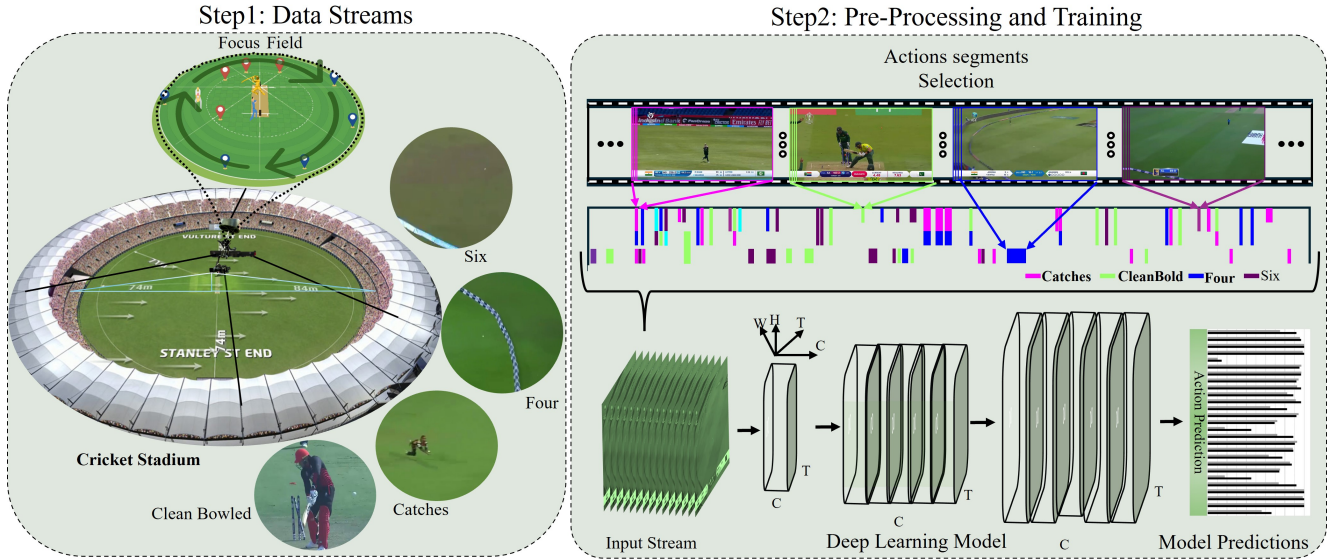 Step1: Data Streams
Focus Field
VULTURE ST END
74m
84m
74m
STANLEY ST END
Cricket Stadium
Six
Four
Catches
Clean Bowled
Step2: Pre-Processing and Training
Actions segments
Selection
Catches CleanBold Four Six
W H T
C
Input Stream
T
C
T
C
Deep Learning Model
T
C
Action Prediction
Model Predictions